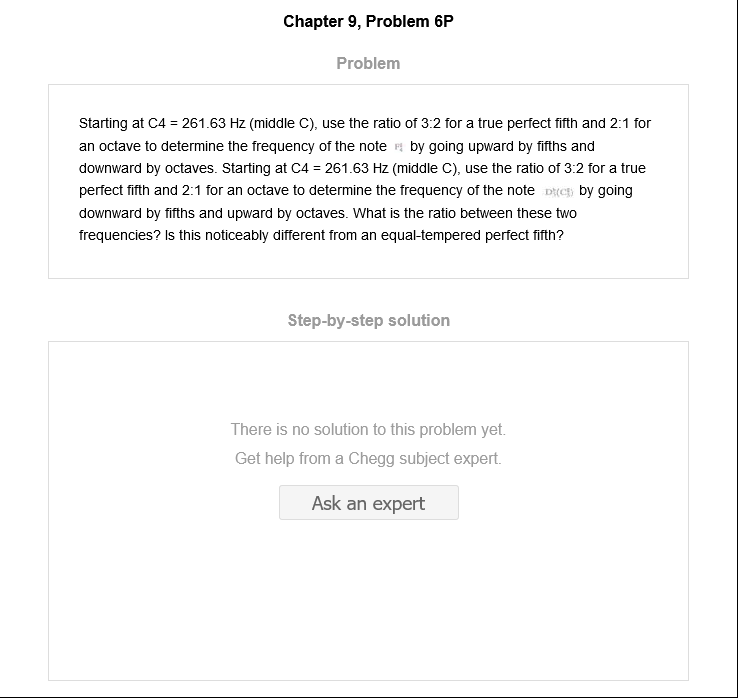 Chapter 9, Problem 6P
Problem
Starting at C4 = 261.63 Hz (middle C), use the ratio of 3:2 for a true perfect fifth and 2:1 for
an octave to determine the frequency of the note by going upward by fifths and
downward by octaves. Starting at C4 = 261.63 Hz (middle C), use the ratio of 3:2 for a true
perfect fifth and 2:1 for an octave to determine the frequency of the note by going
downward by fifths and upward by octaves. What is the ratio between these two
frequencies? Is this noticeably different from an equal-tempered perfect fifth?
Step-by-step solution
There is no solution to this problem yet.
Get help from a Chegg subject expert.
Ask an expert